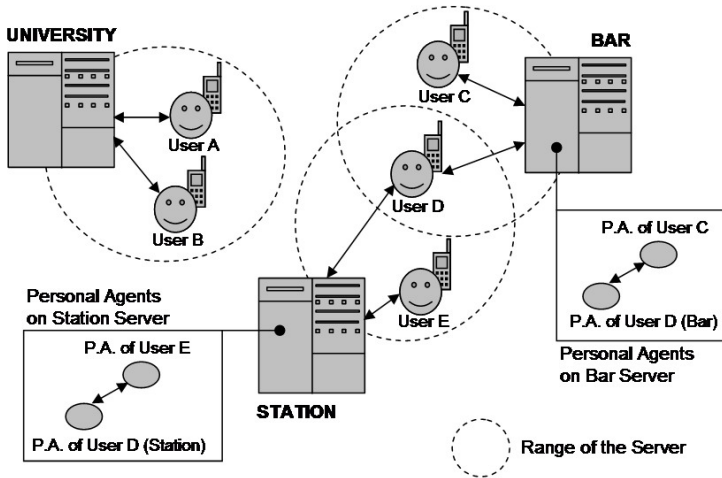 UNIVERSITY
BAR
User C
User A
User D
User B
P.A. of User C
P.A. of User D (Bar)
Personal Agents
on Bar Server
User E
Personal Agents
on Station Server
P.A. of User E
P.A. of User D (Station)
STATION
Range of the Server